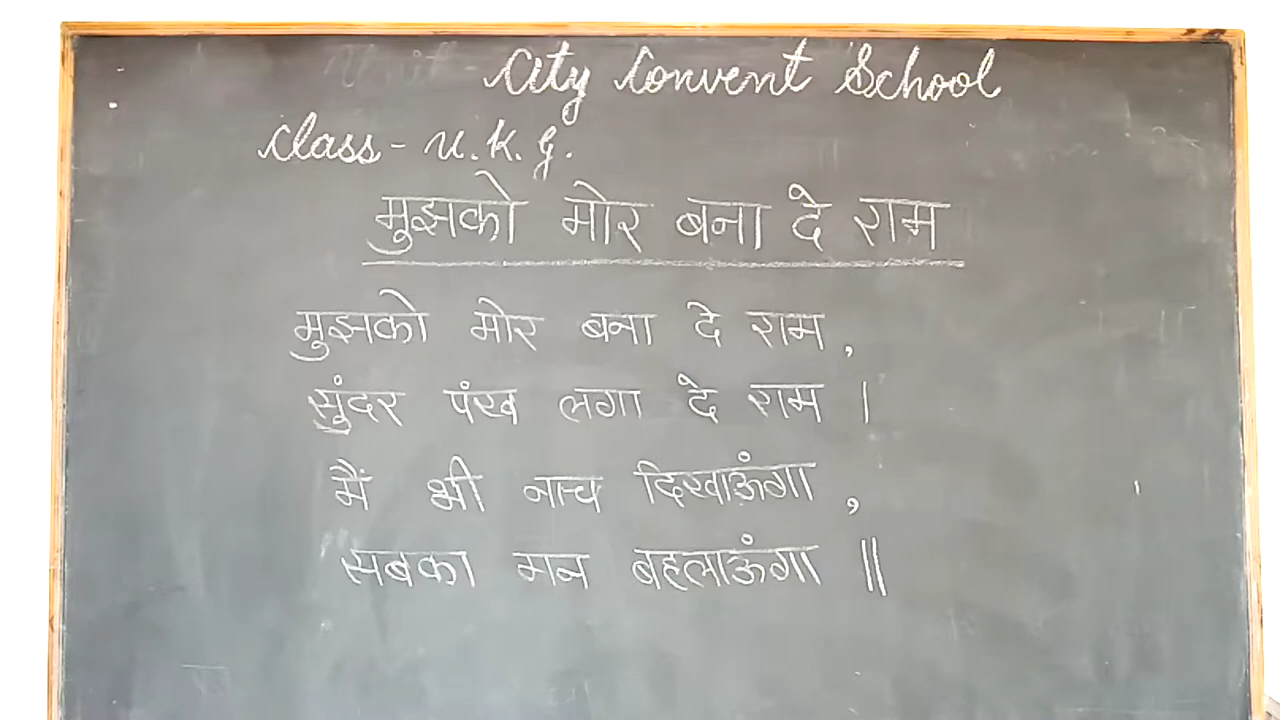 City Convent School
Class - U.K.G.
मुझको मोर बना दे राम
मुझको मोर बना दे राम,
सुंदर पंख लगा दे राम ।
मैं भी नाच दिखाऊंगा,
सबका मन बहलाऊंगा ॥